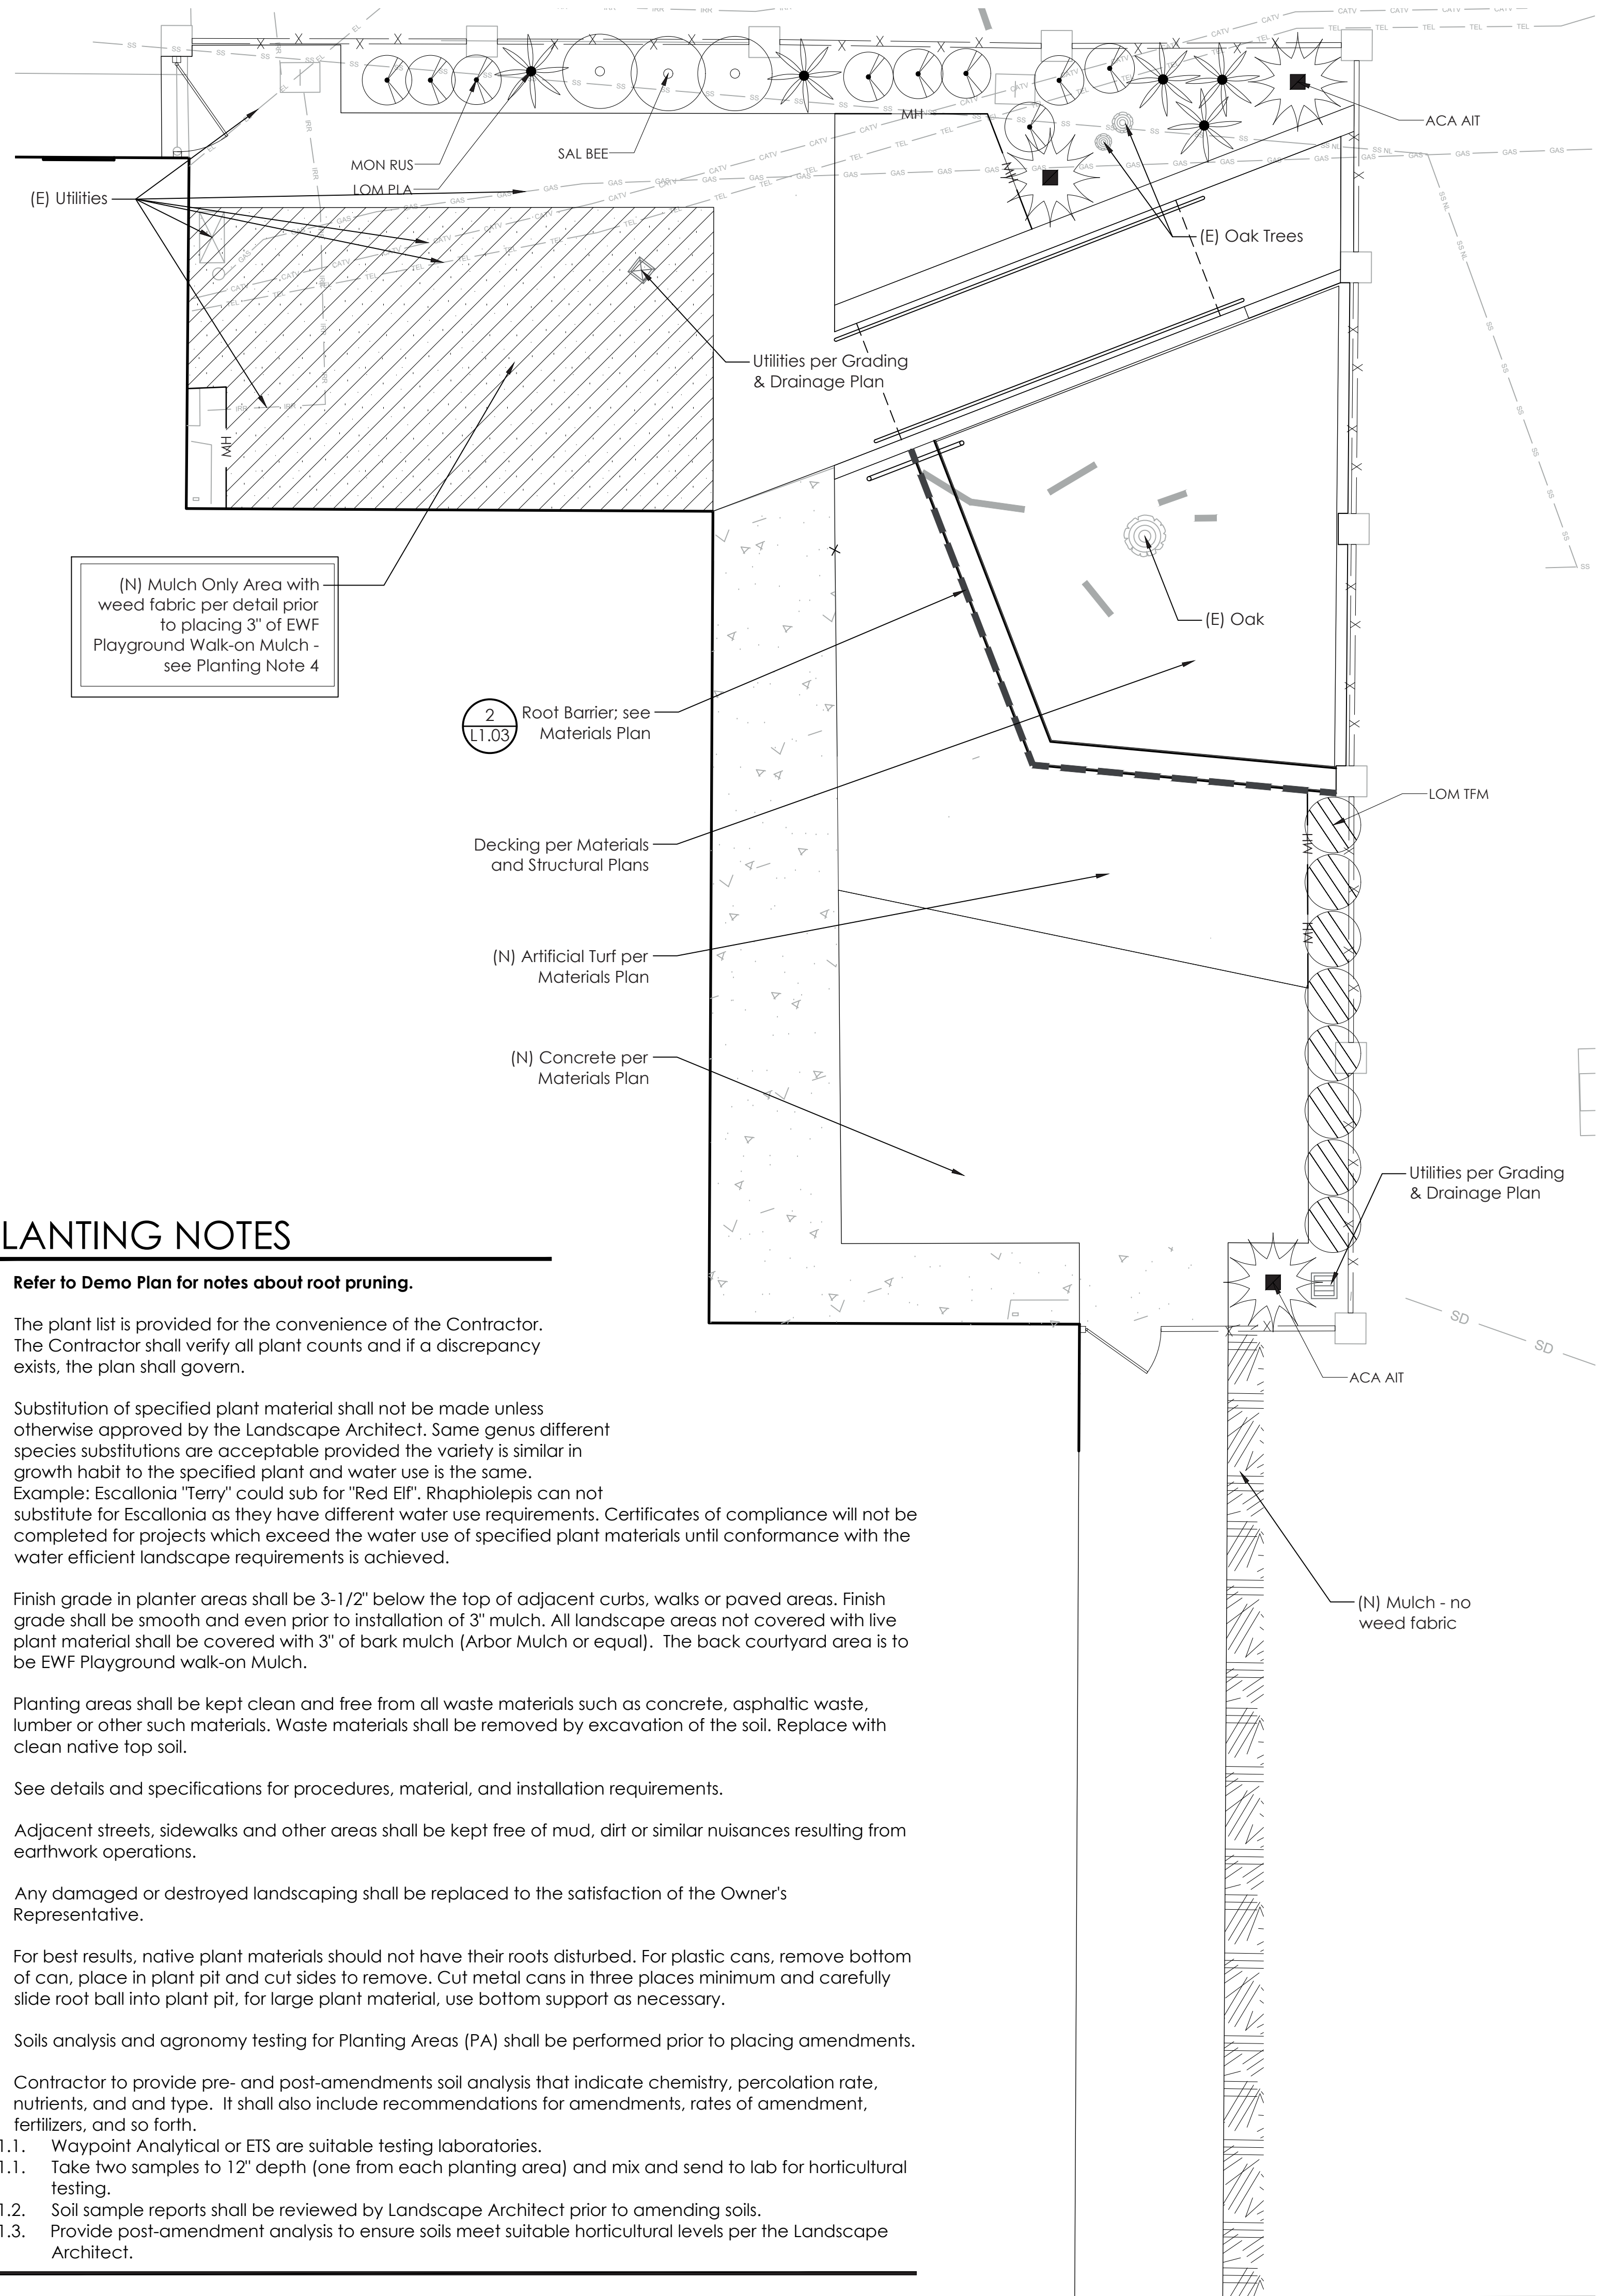 MON RUS
LOM PLA
SAL BEE
MH
MH
ACA AIT
(E) Utilities
(E) Oak Trees
Utilities per Grading
& Drainage Plan
MH
(N) Mulch Only Area with
weed fabric per detail prior
to placing 3" of EWF
Playground Walk-on Mulch -
see Planting Note 4
(E) Oak
2
L1.03
Root Barrier; see
Materials Plan
LOM TFM
Decking per Materials
and Structural Plans
MH
MH
(N) Artificial Turf per
Materials Plan
(N) Concrete per
Materials Plan
Utilities per Grading
& Drainage Plan
SD
SD
ACA AIT
(N) Mulch - no
weed fabric
LANTING NOTES
Refer to Demo Plan for notes about root pruning.
The plant list is provided for the convenience of the Contractor.
The Contractor shall verify all plant counts and if a discrepancy
exists, the plan shall govern.
Substitution of specified plant material shall not be made unless
otherwise approved by the Landscape Architect. Same genus different
species substitutions are acceptable provided the variety is similar in
growth habit to the specified plant and water use is the same.
Example: Escallonia "Terry" could sub for "Red Elf". Rhaphiolepis can not
substitute for Escallonia as they have different water use requirements. Certificates of compliance will not be
completed for projects which exceed the water use of specified plant materials until conformance with the
water efficient landscape requirements is achieved.
Finish grade in planter areas shall be 3-1/2" below the top of adjacent curbs, walks or paved areas. Finish
grade shall be smooth and even prior to installation of 3" mulch. All landscape areas not covered with live
plant material shall be covered with 3" of bark mulch (Arbor Mulch or equal).  The back courtyard area is to
be EWF Playground walk-on Mulch.
Planting areas shall be kept clean and free from all waste materials such as concrete, asphaltic waste,
lumber or other such materials. Waste materials shall be removed by excavation of the soil. Replace with
clean native top soil.
See details and specifications for procedures, material, and installation requirements.
Adjacent streets, sidewalks and other areas shall be kept free of mud, dirt or similar nuisances resulting from
earthwork operations.
Any damaged or destroyed landscaping shall be replaced to the satisfaction of the Owner's
Representative.
For best results, native plant materials should not have their roots disturbed. For plastic cans, remove bottom
of can, place in plant pit and cut sides to remove. Cut metal cans in three places minimum and carefully
slide root ball into plant pit, for large plant material, use bottom support as necessary.
Soils analysis and agronomy testing for Planting Areas (PA) shall be performed prior to placing amendments.
Contractor to provide pre- and post-amendments soil analysis that indicate chemistry, percolation rate,
nutrients, and and type.  It shall also include recommendations for amendments, rates of amendment,
fertilizers, and so forth.
1.1. Waypoint Analytical or ETS are suitable testing laboratories.
1.1. Take two samples to 12" depth (one from each planting area) and mix and send to lab for horticultural
testing.
1.2. Soil sample reports shall be reviewed by Landscape Architect prior to amending soils.
1.3. Provide post-amendment analysis to ensure soils meet suitable horticultural levels per the Landscape
Architect.